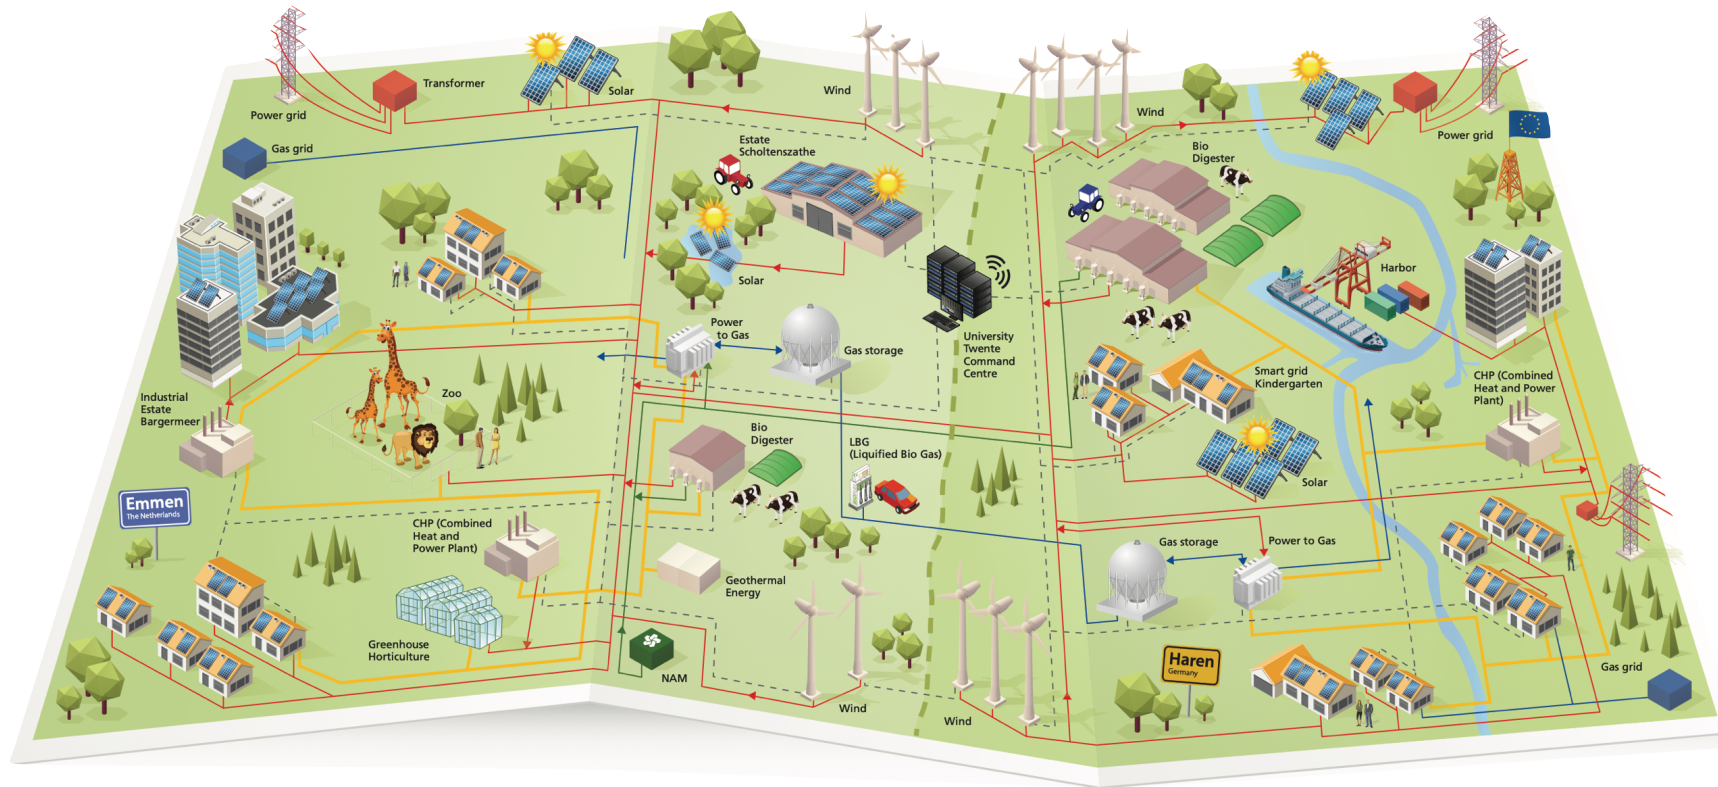 Transformer
Solar
Power grid
Gas grid
Wind
Estate
Scholtenszathe
Solar
Wind
Power grid
Bio
Digester
Harbor
Power
to Gas
Gas storage
University
Twente
Command
Centre
Smart grid
Kindergarten
CHP (Combined
Heat and Power
Plant)
Industrial
Estate
Bargermeer
Zoo
Bio
Digester
LBG
(Liquified Bio Gas)
Solar
Emmen
The Netherlands
CHP (Combined
Heat and
Power Plant)
Geothermal
Energy
Gas storage
Power to Gas
Greenhouse
Horticulture
NAM
Wind
Wind
Haren
Germany
Gas grid